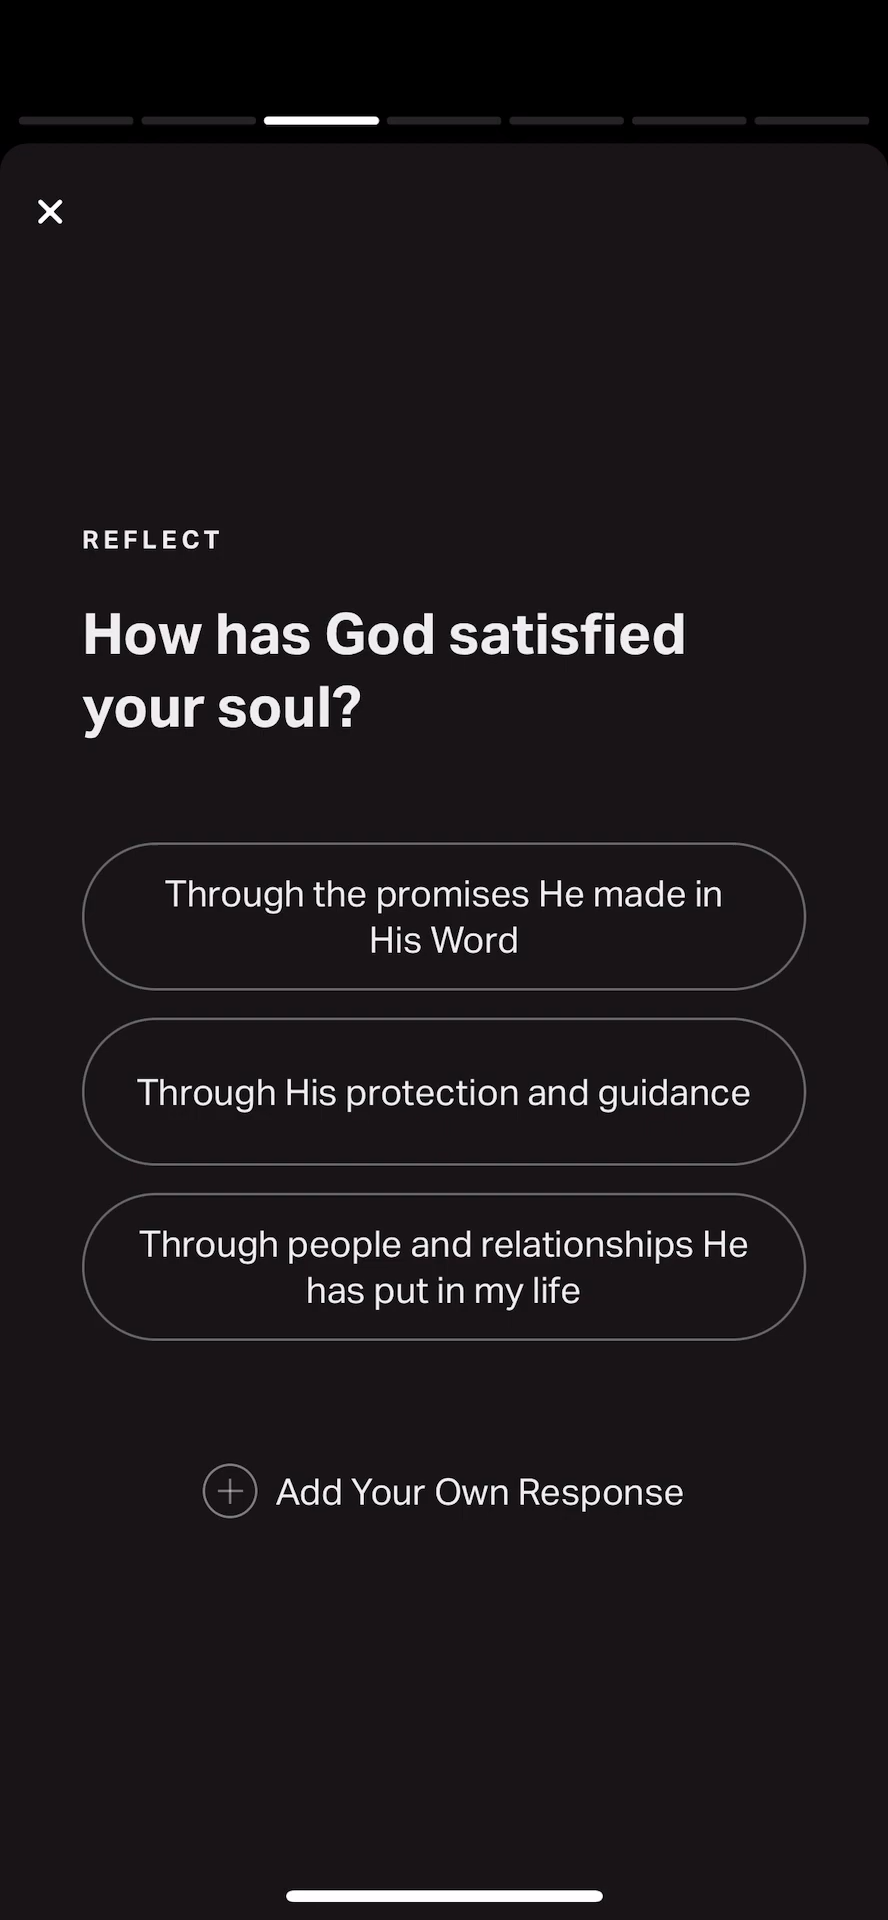 REFLECT
How has God satisfied
your soul?
Through the promises He made in
His Word
Through His protection and guidance
Through people and relationships He
has put in my life
Add Your Own Response